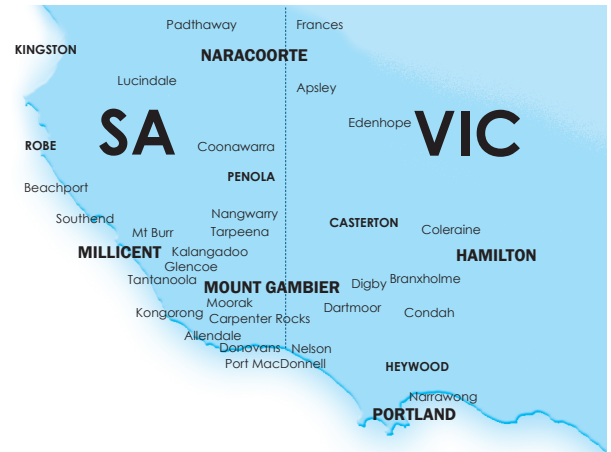 Padthaway
Frances
KINGSTON
NARACOORTE
Lucindale
Apsley
SA
VIC
Edenhope
ROBE
Coonawarra
PENOLA
Beachport
Southend
Nangwarry
CASTERTON
Mt Burr
Tarpeena
Coleraine
MILLICENT
Kalangadoo
HAMILTON
Glencoe
Tantanoola
MOUNT GAMBIER
Digby
Branxholme
Moorak
Dartmoor
Kongorong
Carpenter Rocks
Condah
Allendale
Donovans
Nelson
Port MacDonnell
HEYWOOD
Narrawong
PORTLAND